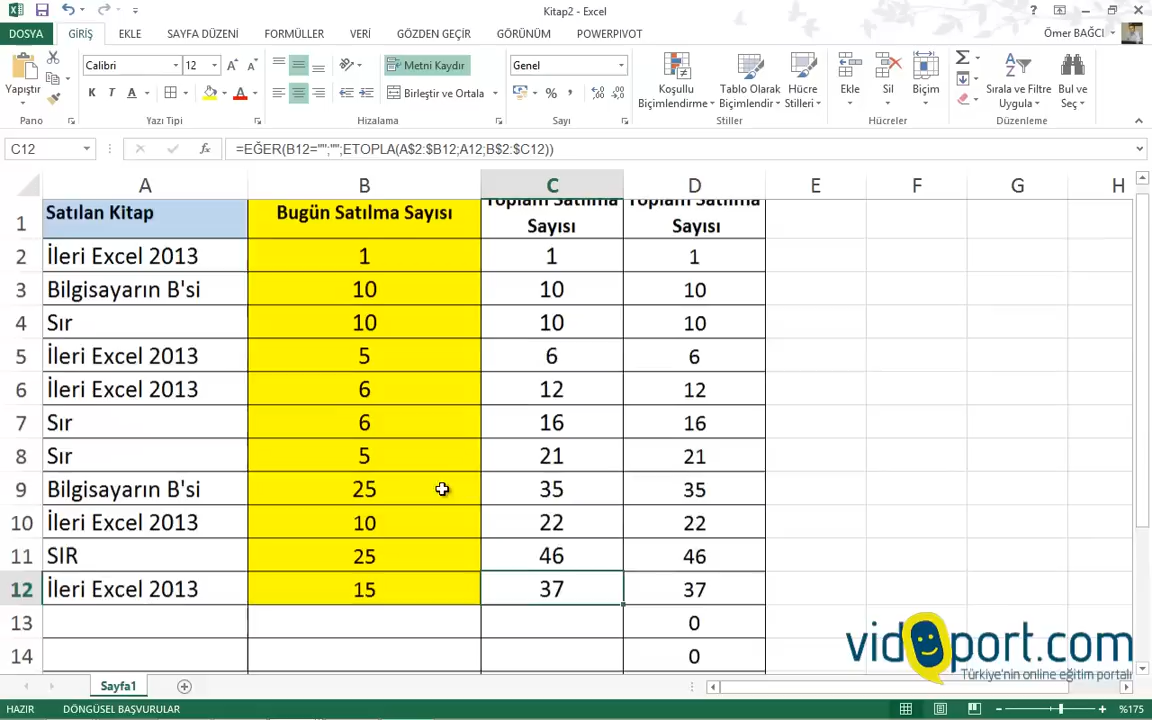 Kitap2 - Excel
DOSYA GİRİŞ EKLE SAYFA DÜZENİ FORMÜLLER VERİ GÖZDEN GEÇİR GÖRÜNÜM POWERPIVOT Ömer BAĞCI
Yapıştır
Pano
Calibri 12
K T A
Yazı Tipi
Metni Kaydır
Birleştir ve Ortala
Hizalama
Genel
%
Sayı
Koşullu Biçimlendirme
Tablo Olarak Biçimlendir
Hücre Stilleri
Stiller
Ekle
Sil
Biçim
Hücreler
Sırala ve Filtre Uygula
Bul ve Seç
Düzenleme
C12 =EĞER(B12="";"";ETOPLA(A$2:$B12;A12;B$2:$C12))
A B C D E F G H
1 Satılan Kitap Bugün Satılma Sayısı Toplam Satılma Sayısı Toplam Satılma Sayısı
2 İleri Excel 2013 1 1 1
3 Bilgisayarın B'si 10 10 10
4 Sır 10 10 10
5 İleri Excel 2013 5 6 6
6 İleri Excel 2013 6 12 12
7 Sır 6 16 16
8 Sır 5 21 21
9 Bilgisayarın B'si 25 35 35
10 İleri Excel 2013 10 22 22
11 SIR 25 46 46
12 İleri Excel 2013 15 37 37
13 0
14 0
vidoport.com
Türkiye'nin online eğitim portalı
Sayfa1
HAZIR DÖNGÜSEL BAŞVURULAR %175